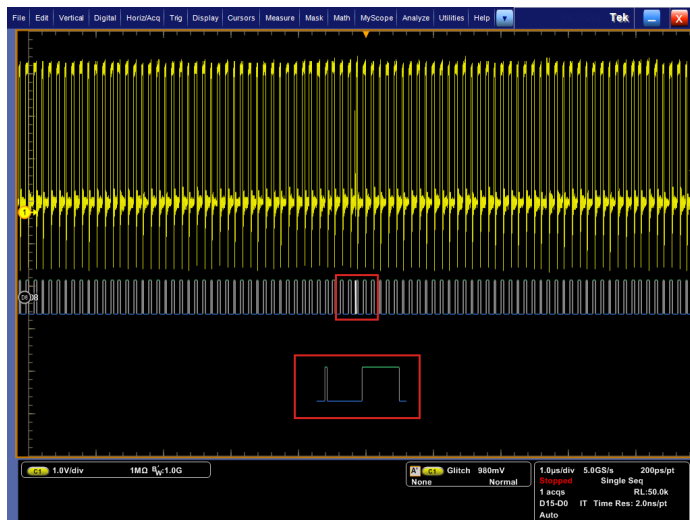 File Edit Vertical Digital Horiz/Acq Trig Display Cursors Measure Mask Math MyScope Analyze Utilities Help Tek X
1
D8 D8
C1 1.0V/div 1MΩ BW:1.0G
A' C1 Glitch 980mV
None Normal
1.0μs/div 5.0GS/s 200ps/pt
Stopped Single Seq
1 acqs RL:50.0k
D15-D0 IT Time Res: 2.0ns/pt
Auto